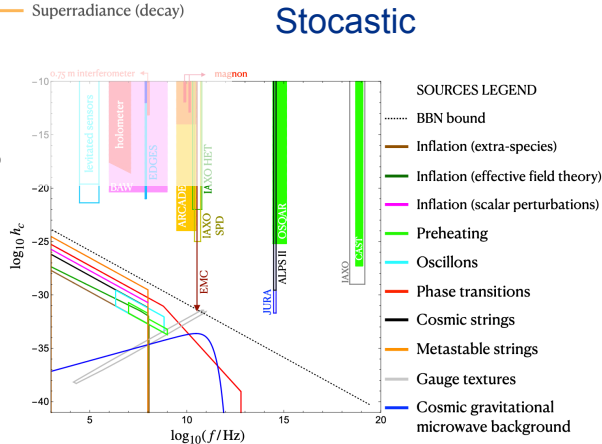 Superradiance (decay)
Stocastic
0.75 m interferometer
magnon
SOURCES LEGEND
BBN bound
Inflation (extra-species)
Inflation (effective field theory)
Inflation (scalar perturbations)
Preheating
Oscillons
Phase transitions
Cosmic strings
Metastable strings
Gauge textures
Cosmic gravitational
microwave background
levitated sensors
holometer
BAW
EDGES
ARCADE
IAXO HET
IAXO
SPD
EMC
OSQAR
JURA
ALPS II
IAXO
CAST
log₁₀ h_c
−10
−15
−20
−25
−30
−35
−40
5
10
15
20
log₁₀(f/Hz)